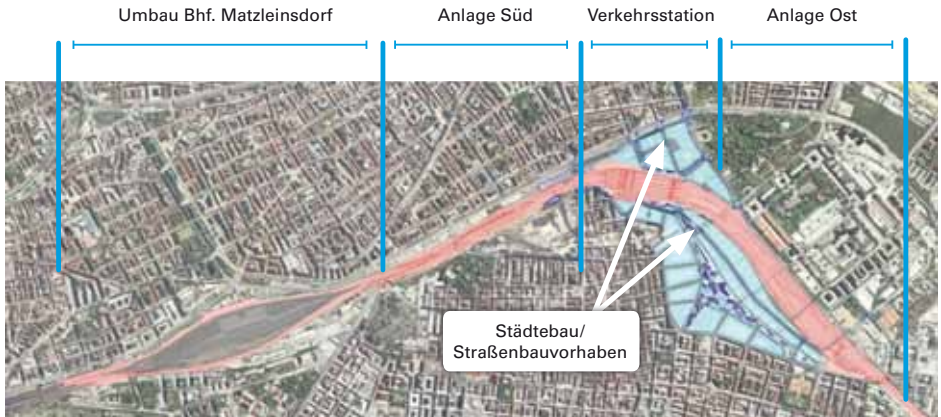 Umbau Bhf. Matzleinsdorf
Anlage Süd
Verkehrsstation
Anlage Ost
Städtebau/
Straßenbauvorhaben